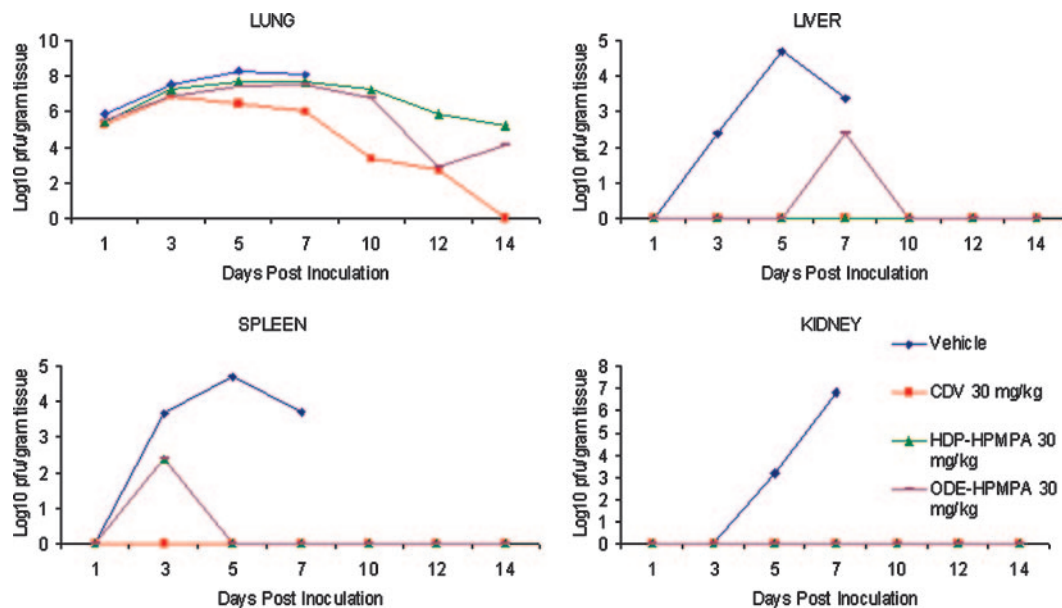 LUNG
Log10 pfu/gram tissue
10
8
6
4
2
0
1 3 5 7 10 12 14
Days Post Inoculation
LIVER
Log10 pfu/gram tissue
5
4
3
2
1
0
1 3 5 7 10 12 14
Days Post Inoculation
SPLEEN
Log10 pfu/gram tissue
5
4
3
2
1
0
1 3 5 7 10 12 14
Days Post Inoculation
KIDNEY
Log10 pfu/gram tissue
8
7
6
5
4
3
2
1
0
1 3 5 7 10 12 14
Days Post Inoculation
Vehicle
CDV 30 mg/kg
HDP-HPMPA 30
mg/kg
ODE-HPMPA 30
mg/kg